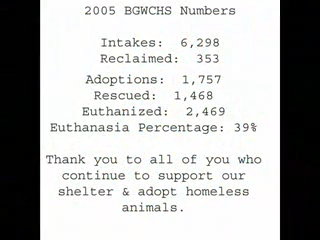 2005 BGWCHS Numbers
Intakes: 6,298
Reclaimed: 353
Adoptions: 1,757
Rescued: 1,468
Euthanized: 2,469
Euthanasia Percentage: 39%
Thank you to all of you who
continue to support our
shelter & adopt homeless
animals.